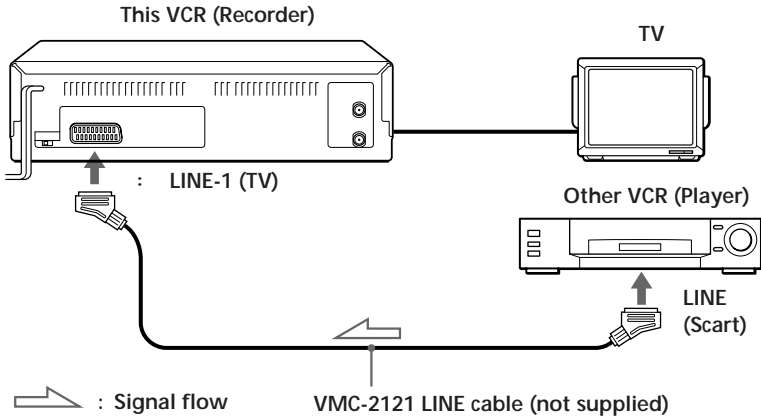 This VCR (Recorder)
TV
: LINE-1 (TV)
Other VCR (Player)
LINE
(Scart)
: Signal flow
VMC-2121 LINE cable (not supplied)